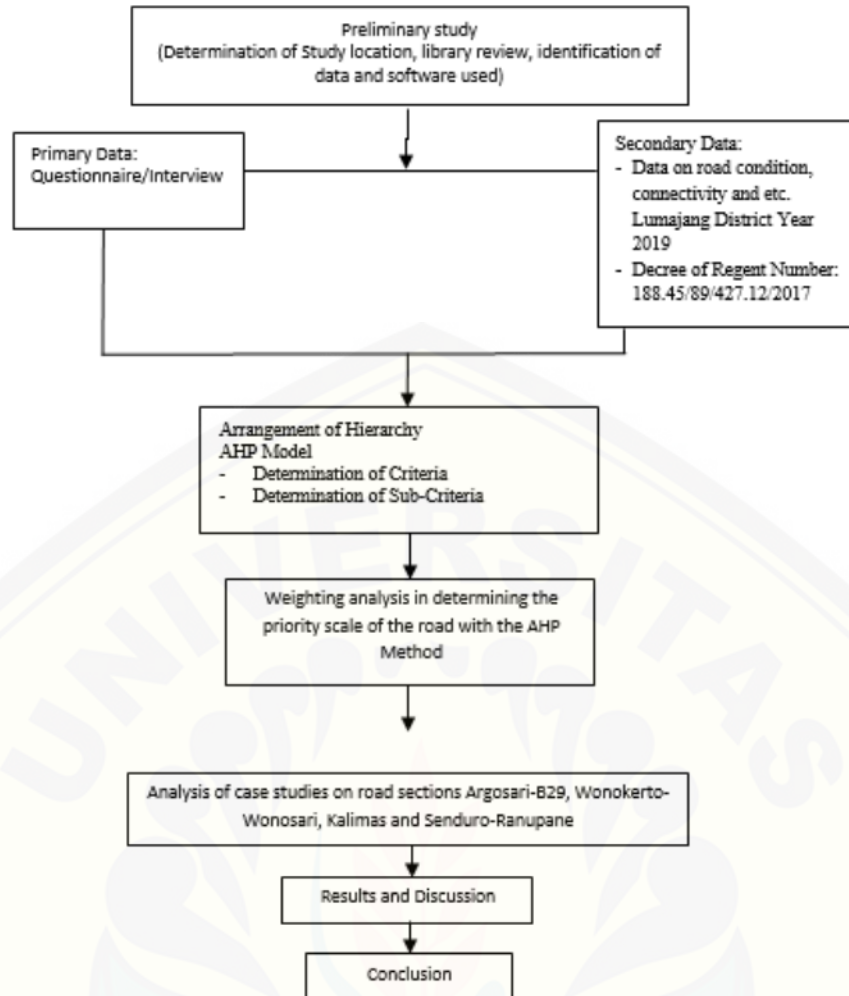 Preliminary study
(Determination of Study location, library review, identification of
data and software used)
Primary Data:
Questionnaire/Interview
Secondary Data:
- Data on road condition,
connectivity and etc.
Lumajang District Year
2019
- Decree of Regent Number:
188.45/89/427.12/2017
Arrangement of Hierarchy
AHP Model
- Determination of Criteria
- Determination of Sub-Criteria
Weighting analysis in determining the
priority scale of the road with the AHP
Method
Analysis of case studies on road sections Argosari-B29, Wonokerto-
Wonosari, Kalimas and Senduro-Ranupane
Results and Discussion
Conclusion
UNIVERSITAS